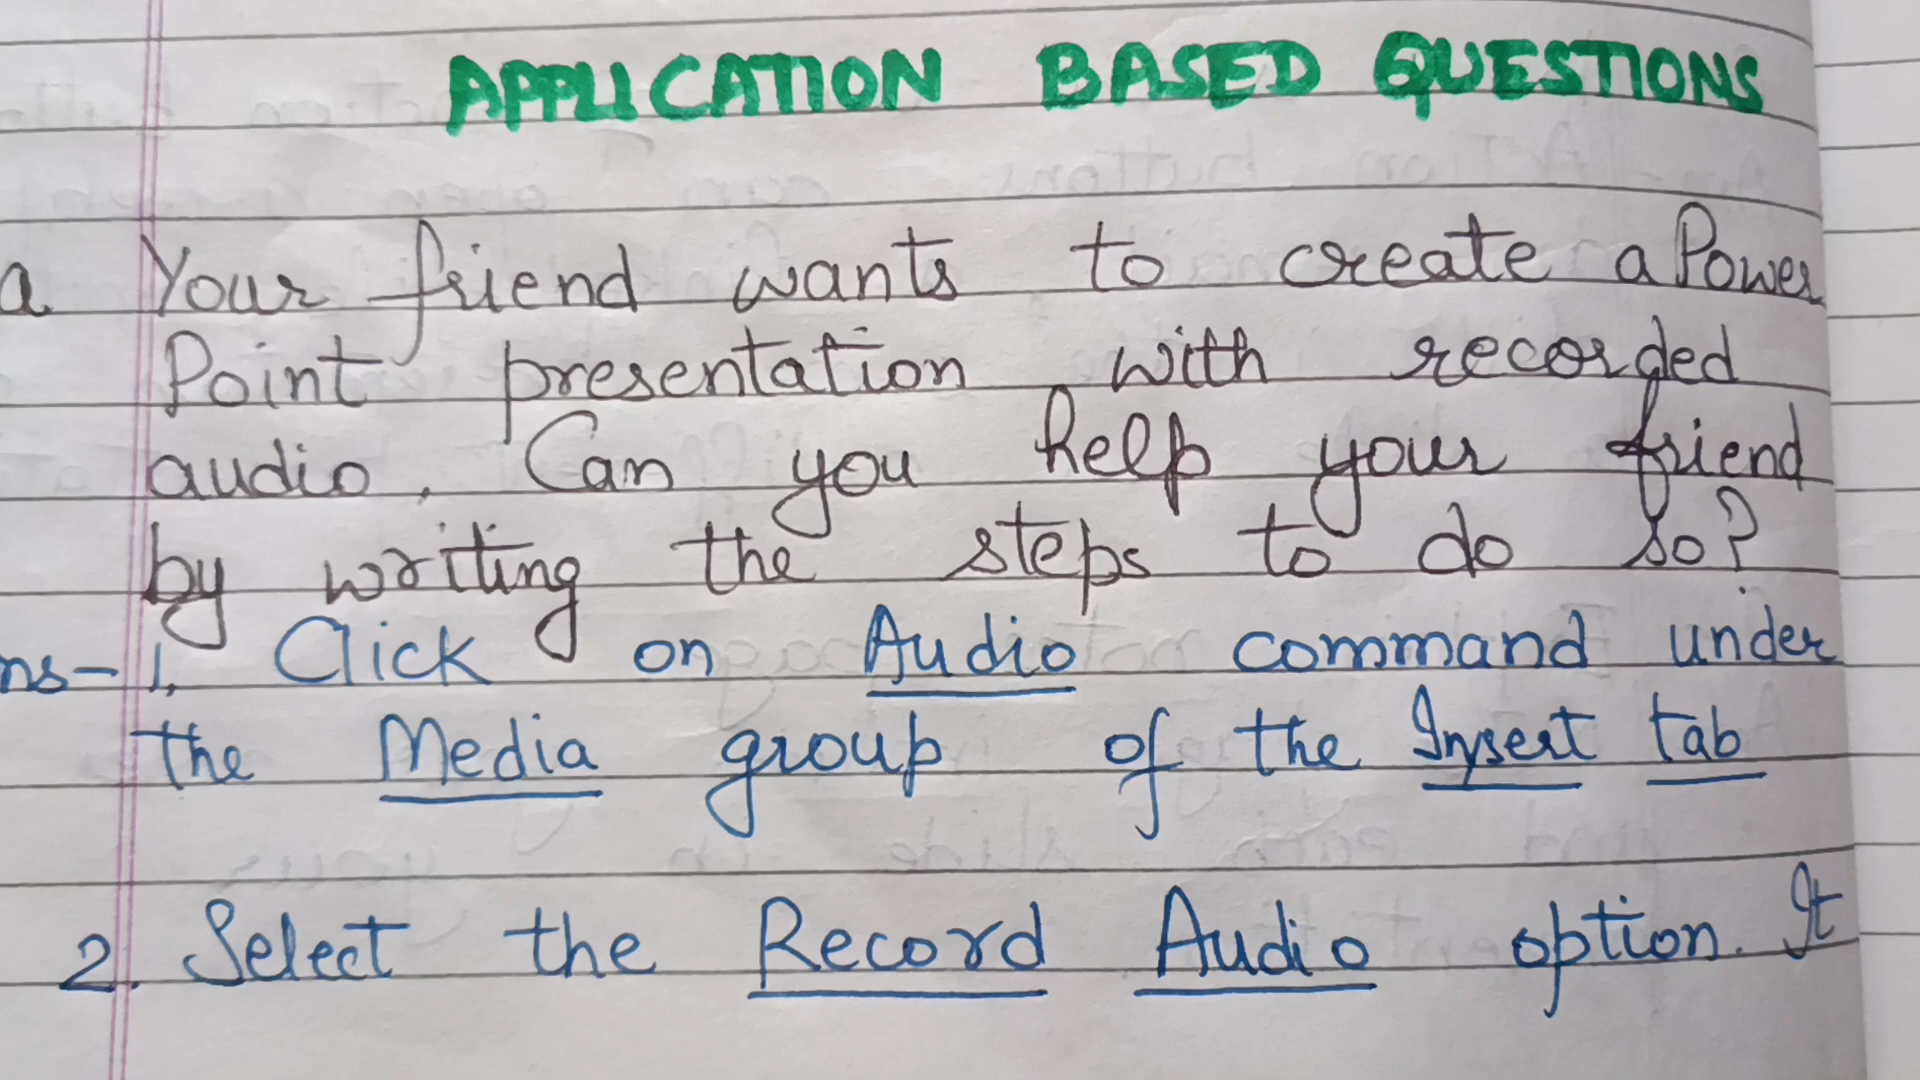 APPLICATION BASED QUESTIONS
a Your friend wants to create a Power
Point presentation with recorded
audio. Can you help your friend
by writing the steps to do so?
ns- 1. Click on Audio command under
the Media group of the Insert tab
2. Select the Record Audio option. It